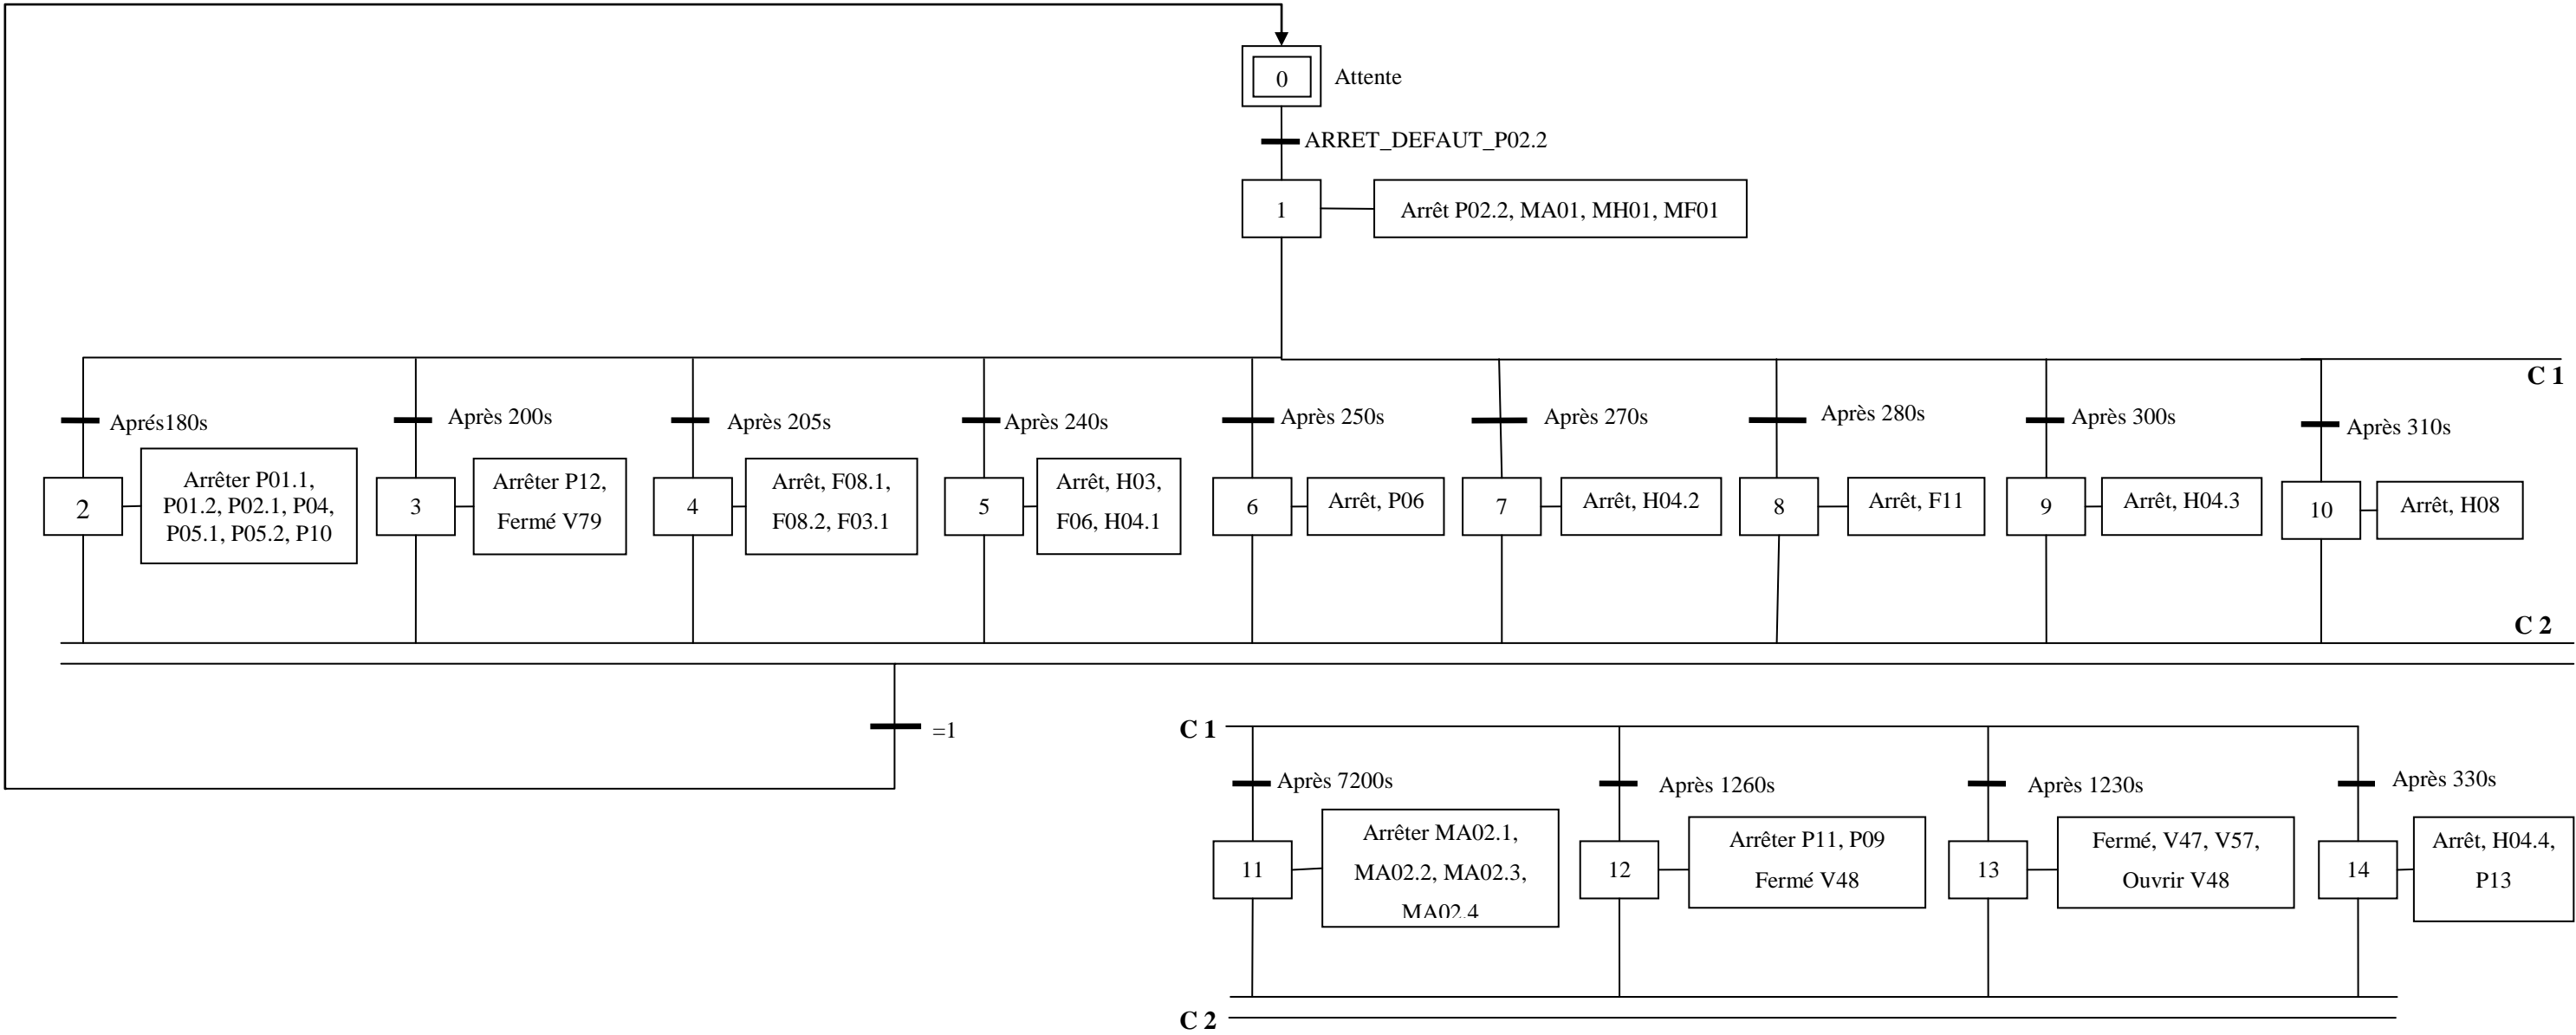 0
Attente
ARRET_DEFAUT_P02.2
1
Arrêt P02.2, MA01, MH01, MF01
C 1
Aprés180s
Après 200s
Après 205s
Après 240s
Après 250s
Après 270s
Après 280s
Après 300s
Après 310s
2
Arrêter P01.1,
P01.2, P02.1, P04,
P05.1, P05.2, P10
3
Arrêter P12,
Fermé V79
4
Arrêt, F08.1,
F08.2, F03.1
5
Arrêt, H03,
F06, H04.1
6
Arrêt, P06
7
Arrêt, H04.2
8
Arrêt, F11
9
Arrêt, H04.3
10
Arrêt, H08
C 2
=1
C 1
Après 7200s
Après 1260s
Après 1230s
Après 330s
11
Arrêter MA02.1,
MA02.2, MA02.3,
MA02.4
12
Arrêter P11, P09
Fermé V48
13
Fermé, V47, V57,
Ouvrir V48
14
Arrêt, H04.4,
P13
C 2